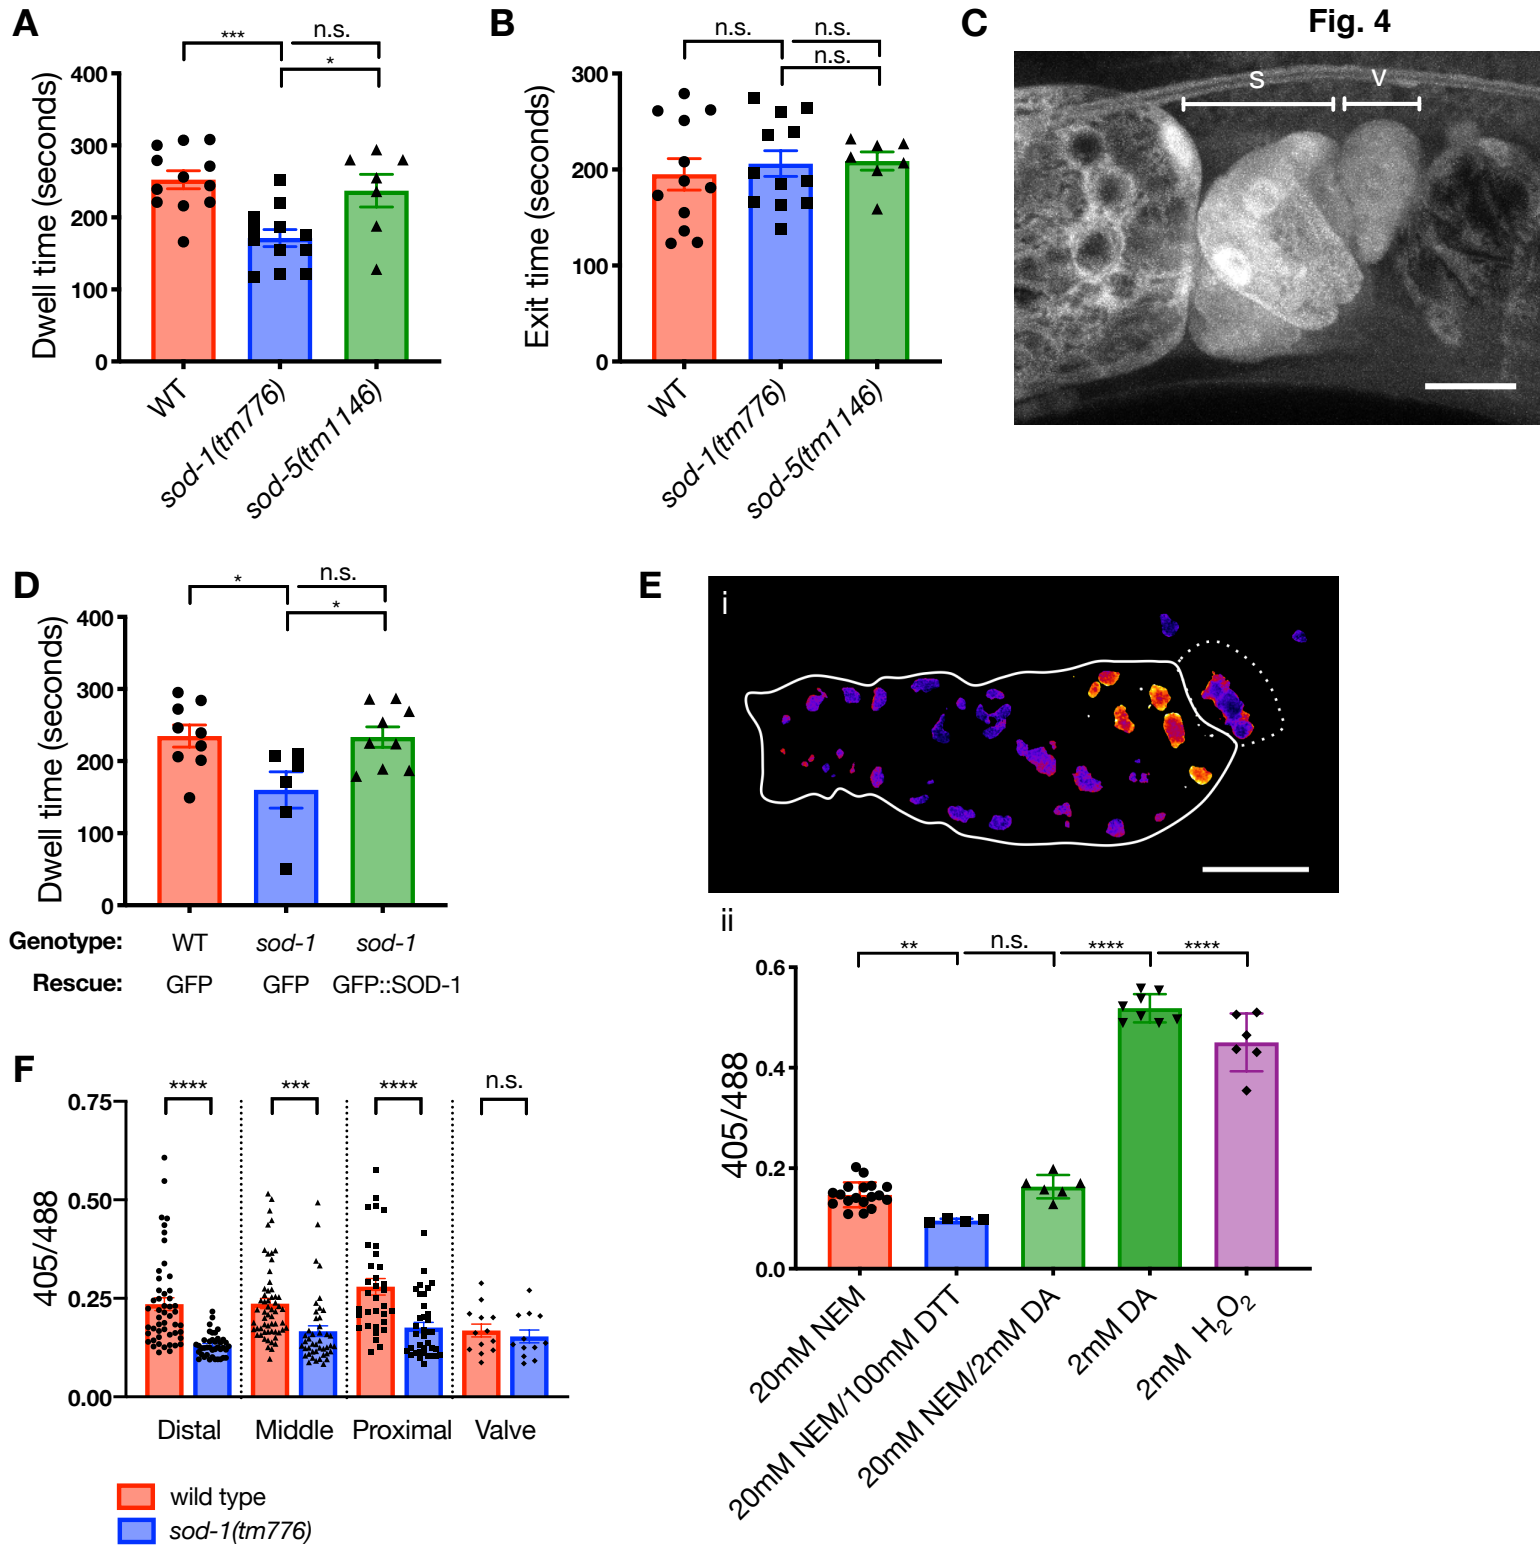 Fig. 4
A
***
n.s.
*
400
300
200
100
0
Dwell time (seconds)
WT
sod-1(tm776)
sod-5(tm1146)
B
n.s.
n.s.
n.s.
300
200
100
0
Exit time (seconds)
WT
sod-1(tm776)
sod-5(tm1146)
C
s
v
D
*
n.s.
*
400
300
200
100
0
Dwell time (seconds)
Genotype: WT sod-1 sod-1
Rescue: GFP GFP GFP::SOD-1
E
i
ii
**
n.s.
****
****
0.6
0.4
0.2
0.0
405/488
20mM NEM
20mM NEM/100mM DTT
20mM NEM/2mM DA
2mM DA
2mM H₂O₂
F
****
***
****
n.s.
0.75
0.50
0.25
0.00
405/488
Distal Middle Proximal Valve
wild type
sod-1(tm776)